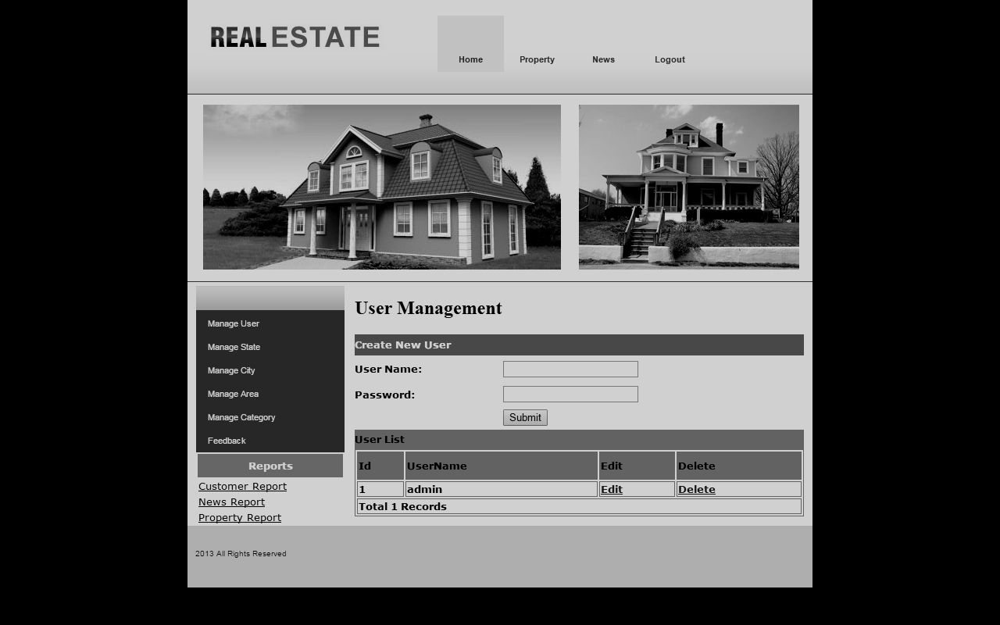 REAL ESTATE
Home Property News Logout
User Management
Manage User
Manage State
Manage City
Manage Area
Manage Category
Feedback
Reports
Customer Report
News Report
Property Report
Create New User
User Name:
Password:
Submit
User List
Id UserName Edit Delete
1 admin Edit Delete
Total 1 Records
2013 All Rights Reserved